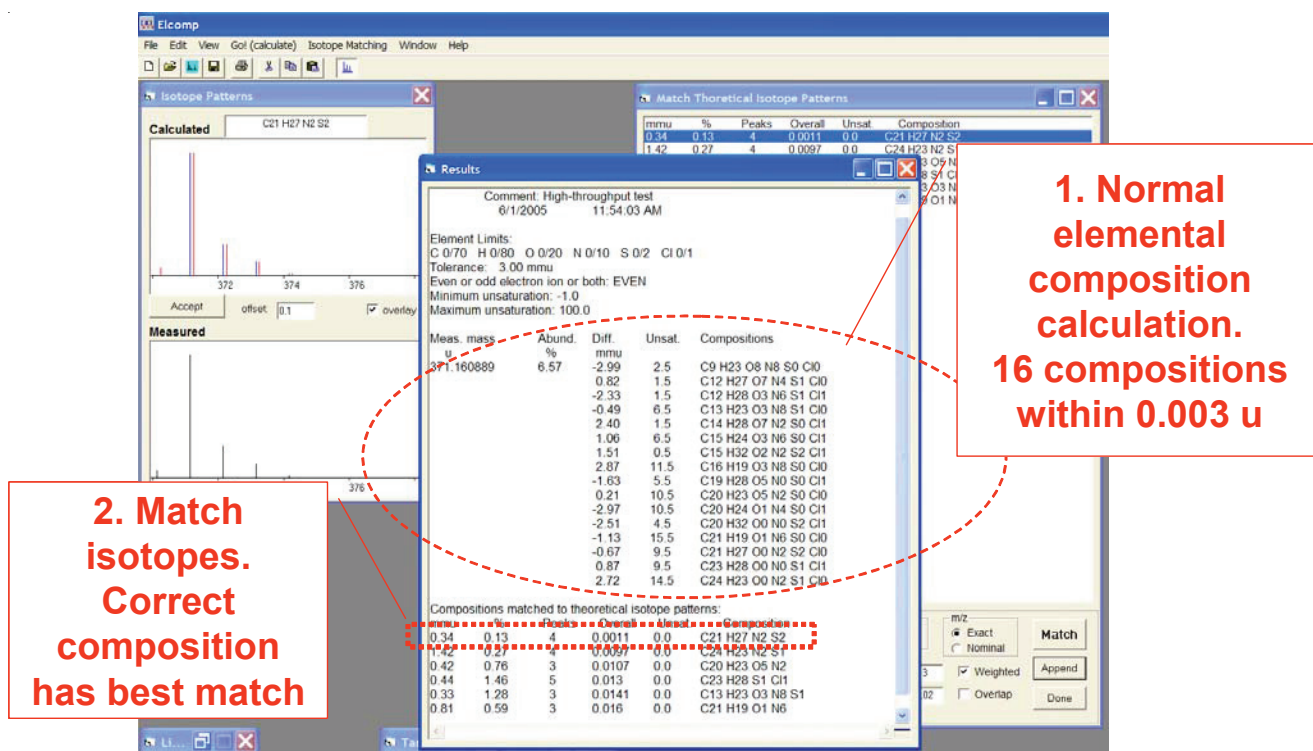 Elcomp
File Edit View Go! (calculate) Isotope Matching Window Help
Isotope Patterns
Calculated C21 H27 N2 S2
372 374 376
Accept offset 0.1 overlay
Measured
376
Match Thoretical Isotope Patterns
mmu % Peaks Overall Unsat. Composition
0.34 0.13 4 0.0011 0.0 C21 H27 N2 S2
1.42 0.27 4 0.0097 0.0 C24 H23 N2 S
Results
Comment: High-throughput test
6/1/2005 11:54:03 AM
Element Limits:
C 0/70 H 0/80 O 0/20 N 0/10 S 0/2 Cl 0/1
Tolerance: 3.00 mmu
Even or odd electron ion or both: EVEN
Minimum unsaturation: -1.0
Maximum unsaturation: 100.0
Meas. mass Abund. Diff. Unsat. Compositions
u % mmu
371.160889 6.57 -2.99 2.5 C9 H23 O8 N8 S0 Cl0
0.82 1.5 C12 H27 O7 N4 S1 Cl0
-2.33 1.5 C12 H28 O3 N6 S1 Cl1
-0.49 6.5 C13 H23 O3 N8 S1 Cl0
2.40 1.5 C14 H28 O7 N2 S0 Cl1
1.06 6.5 C15 H24 O3 N6 S0 Cl1
1.51 0.5 C15 H32 O2 N2 S2 Cl1
2.87 11.5 C16 H19 O3 N8 S0 Cl0
-1.63 5.5 C19 H28 O5 N0 S0 Cl1
0.21 10.5 C20 H23 O5 N2 S0 Cl0
-2.97 10.5 C20 H24 O1 N4 S0 Cl1
-2.51 4.5 C20 H32 O0 N0 S2 Cl1
-1.13 15.5 C21 H19 O1 N6 S0 Cl0
-0.67 9.5 C21 H27 O0 N2 S2 Cl0
0.87 9.5 C23 H28 O0 N0 S1 Cl1
2.72 14.5 C24 H23 O0 N2 S1 Cl0
Compositions matched to theoretical isotope patterns:
mmu % Peaks Overall Unsat. Composition
0.34 0.13 4 0.0011 0.0 C21 H27 N2 S2
1.42 0.27 4 0.0097 0.0 C24 H23 N2 S1
0.42 0.76 3 0.0107 0.0 C20 H23 O5 N2
0.44 1.46 5 0.013 0.0 C23 H28 S1 Cl1
0.33 1.28 3 0.0141 0.0 C13 H23 O3 N8 S1
0.81 0.59 3 0.016 0.0 C21 H19 O1 N6
m/z
Exact
Nominal
Match
Weighted
Append
Overlap
Done
1. Normal
elemental
composition
calculation.
16 compositions
within 0.003 u
2. Match
isotopes.
Correct
composition
has best match
Li...